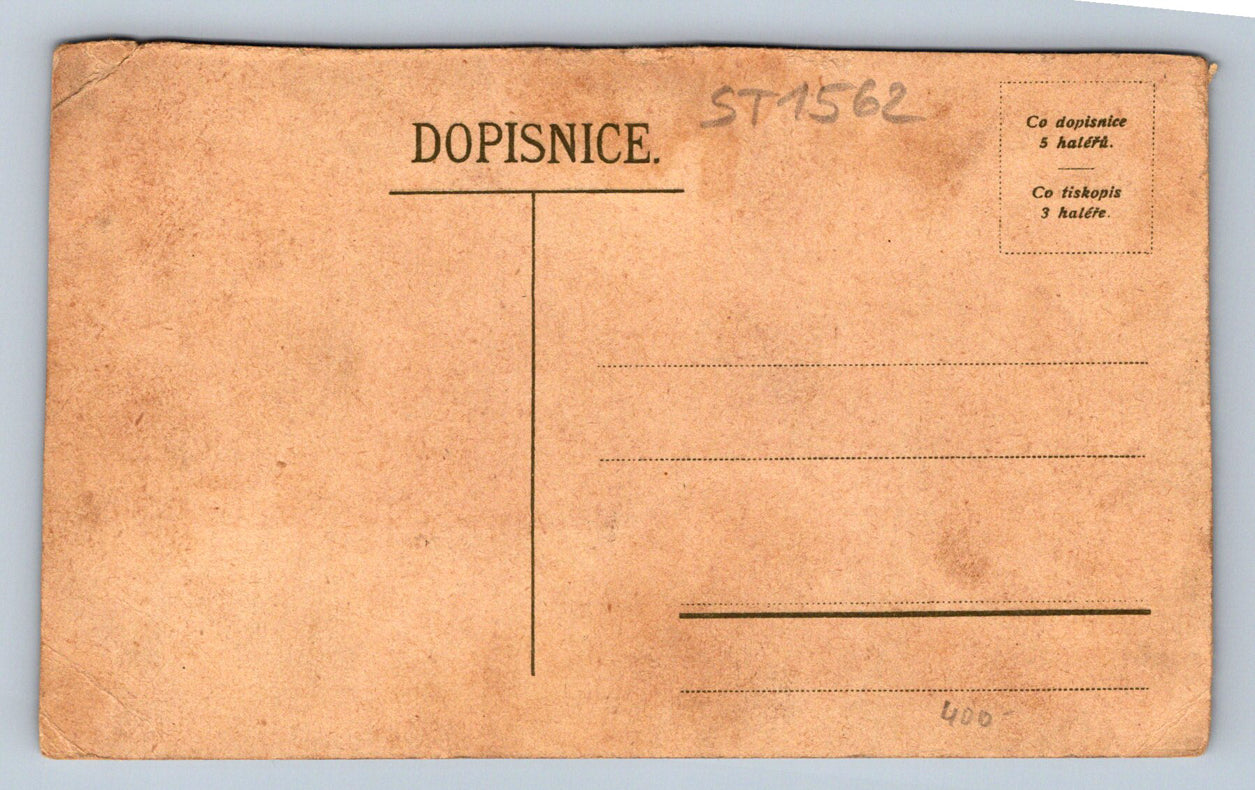 DOPISNICE.
ST1562
Co dopisnice
5 haléřů.
Co tiskopis
3 haléře.
400-